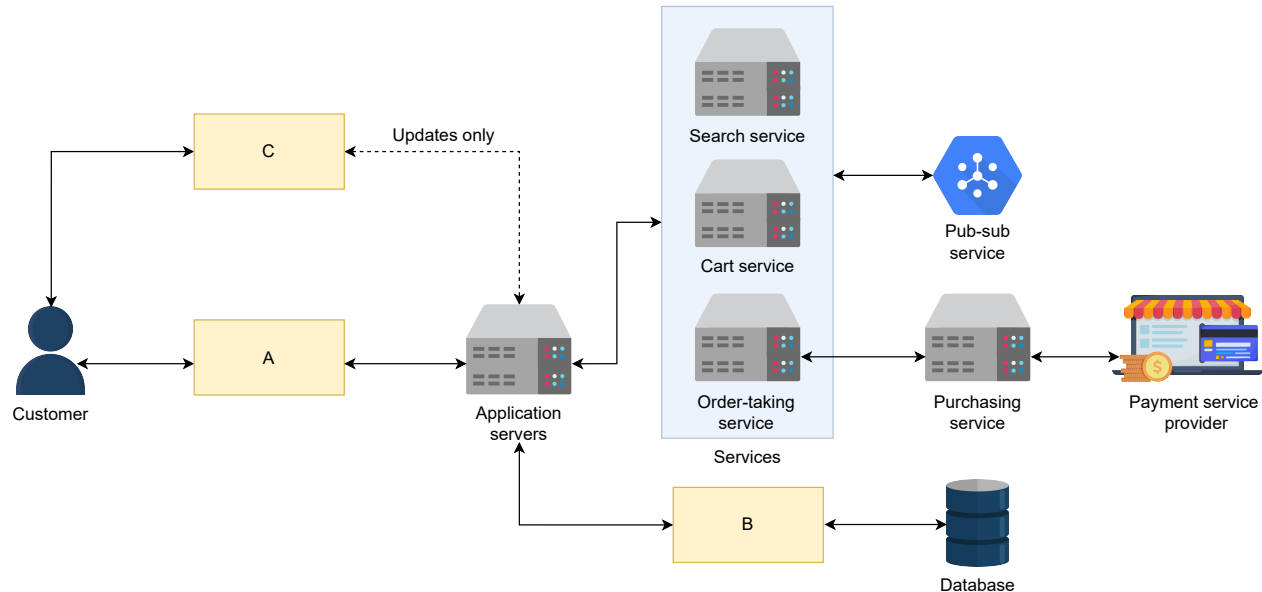 Search service
Updates only
C
Cart service
Pub-sub
service
A
Customer
Application
servers
Order-taking
service
Purchasing
service
Payment service
provider
Services
B
Database